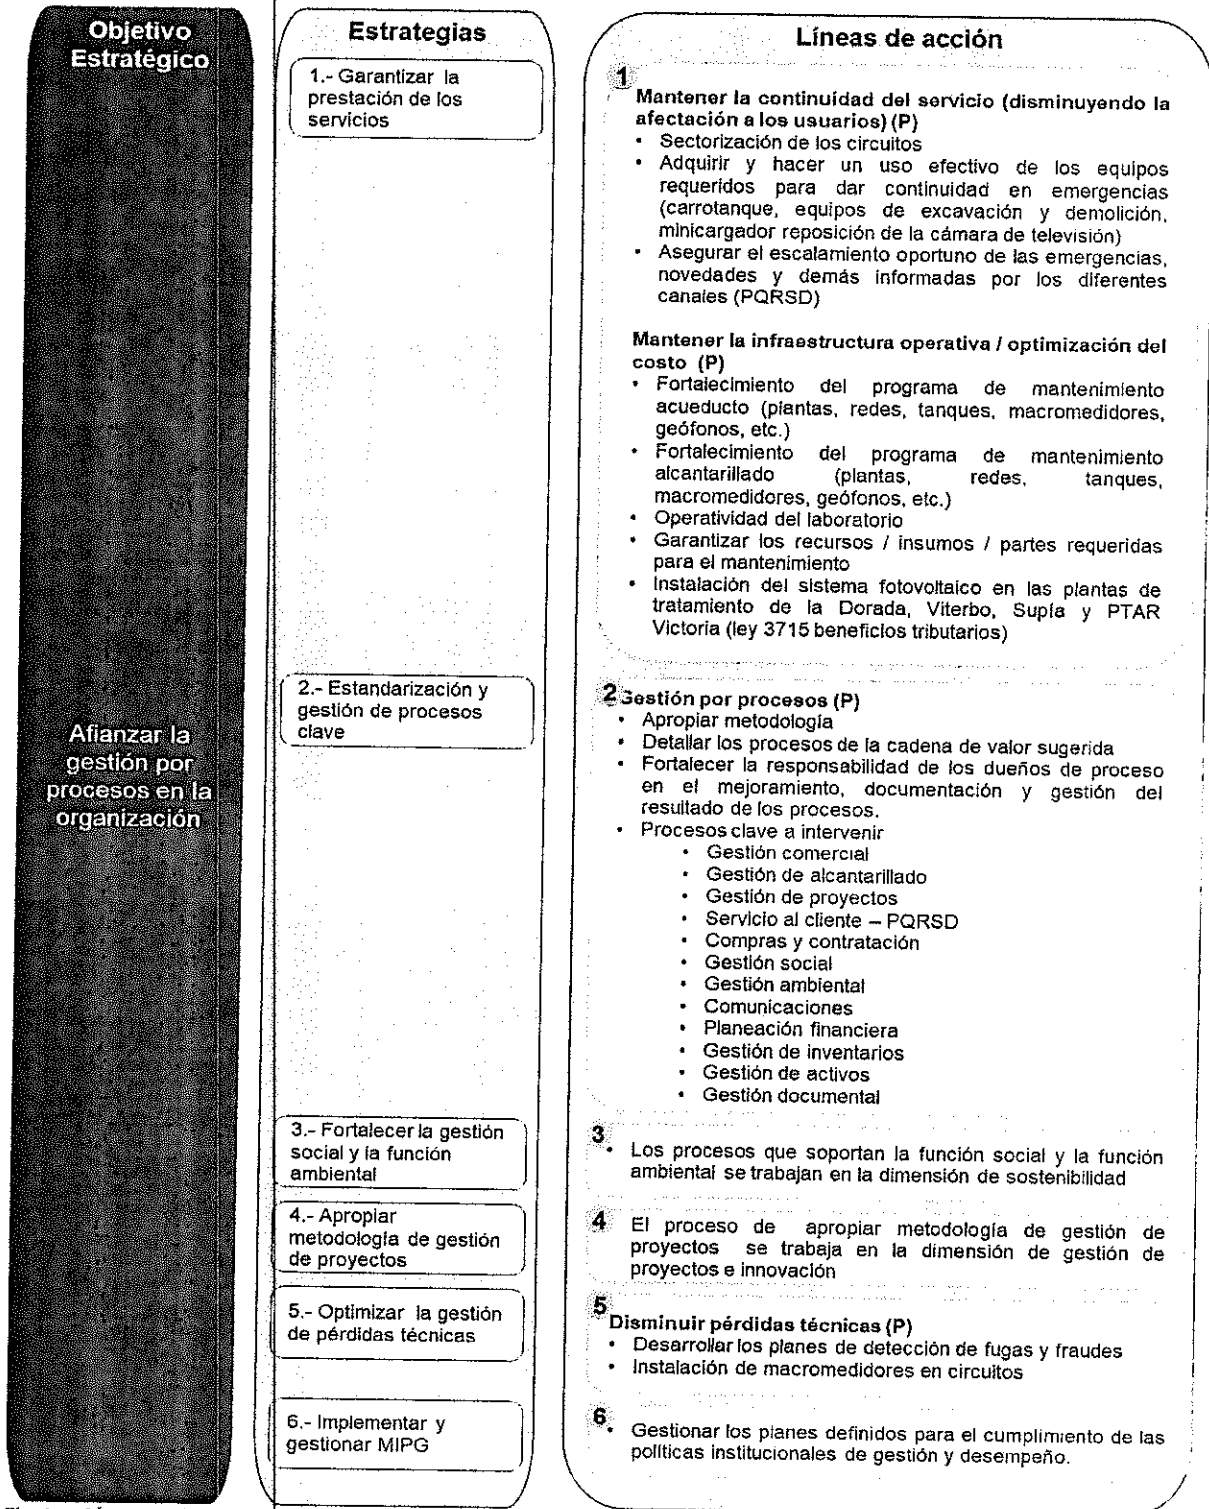 Objetivo
Estratégico
Afianzar la
gestión por
procesos en la
organización
Estrategias
1.- Garantizar la
prestación de los
servicios
2.- Estandarización y
gestión de procesos
clave
3.- Fortalecer la gestión
social y la función
ambiental
4.- Apropiar
metodología de gestión
de proyectos
5.- Optimizar la gestión
de pérdidas técnicas
6.- Implementar y
gestionar MIPG
Líneas de acción
1
Mantener la continuidad del servicio (disminuyendo la
afectación a los usuarios) (P)
• Sectorización de los circuitos
• Adquirir y hacer un uso efectivo de los equipos
requeridos para dar continuidad en emergencias
(carrotanque, equipos de excavación y demolición,
minicargador reposición de la cámara de televisión)
• Asegurar el escalamiento oportuno de las emergencias,
novedades y demás informadas por los diferentes
canales (PQRSD)
Mantener la infraestructura operativa / optimización del
costo (P)
• Fortalecimiento del programa de mantenimiento
acueducto (plantas, redes, tanques, macromedidores,
geófonos, etc.)
• Fortalecimiento del programa de mantenimiento
alcantarillado (plantas, redes, tanques,
macromedidores, geófonos, etc.)
• Operatividad del laboratorio
• Garantizar los recursos / insumos / partes requeridas
para el mantenimiento
• Instalación del sistema fotovoltaico en las plantas de
tratamiento de la Dorada, Viterbo, Supía y PTAR
Victoria (ley 3715 beneficios tributarios)
2 Gestión por procesos (P)
• Apropiar metodología
• Detallar los procesos de la cadena de valor sugerida
• Fortalecer la responsabilidad de los dueños de proceso
en el mejoramiento, documentación y gestión del
resultado de los procesos.
• Procesos clave a intervenir
• Gestión comercial
• Gestión de alcantarillado
• Gestión de proyectos
• Servicio al cliente – PQRSD
• Compras y contratación
• Gestión social
• Gestión ambiental
• Comunicaciones
• Planeación financiera
• Gestión de inventarios
• Gestión de activos
• Gestión documental
3
• Los procesos que soportan la función social y la función
ambiental se trabajan en la dimensión de sostenibilidad
4 El proceso de apropiar metodología de gestión de
proyectos se trabaja en la dimensión de gestión de
proyectos e innovación
5
Disminuir pérdidas técnicas (P)
• Desarrollar los planes de detección de fugas y fraudes
• Instalación de macromedidores en circuitos
6
• Gestionar los planes definidos para el cumplimiento de las
políticas institucionales de gestión y desempeño.